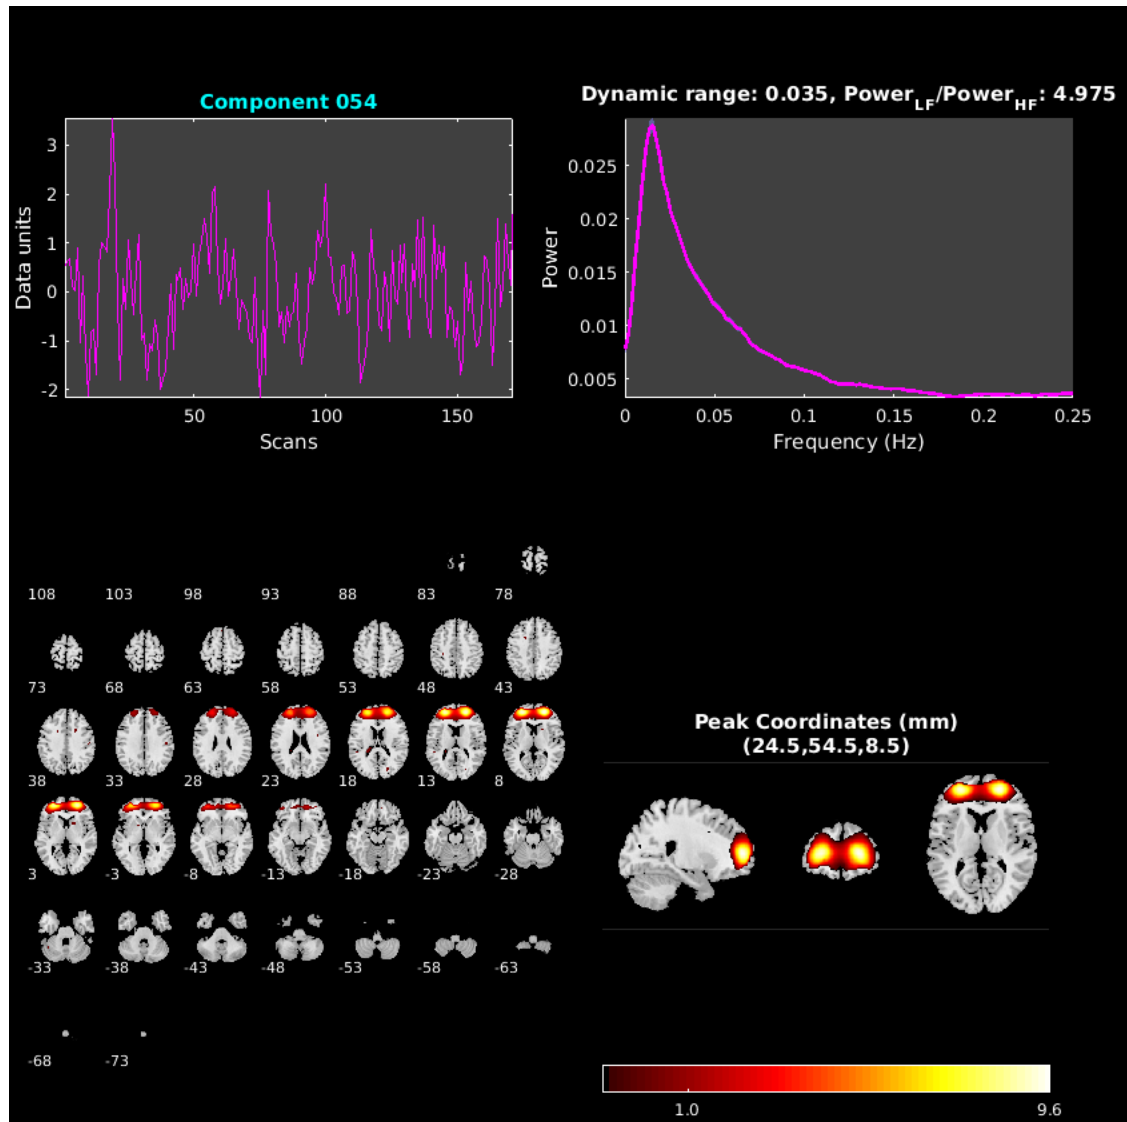 Component 054
3
2
1
0
-1
-2
Data units
50 100 150
Scans
Dynamic range: 0.035, Power_LF/Power_HF: 4.975
0.025
0.02
0.015
0.01
0.005
Power
0 0.05 0.1 0.15 0.2 0.25
Frequency (Hz)
108 103 98 93 88 83 78
73 68 63 58 53 48 43
38 33 28 23 18 13 8
3 -3 -8 -13 -18 -23 -28
-33 -38 -43 -48 -53 -58 -63
-68 -73
Peak Coordinates (mm)
(24.5,54.5,8.5)
1.0 9.6